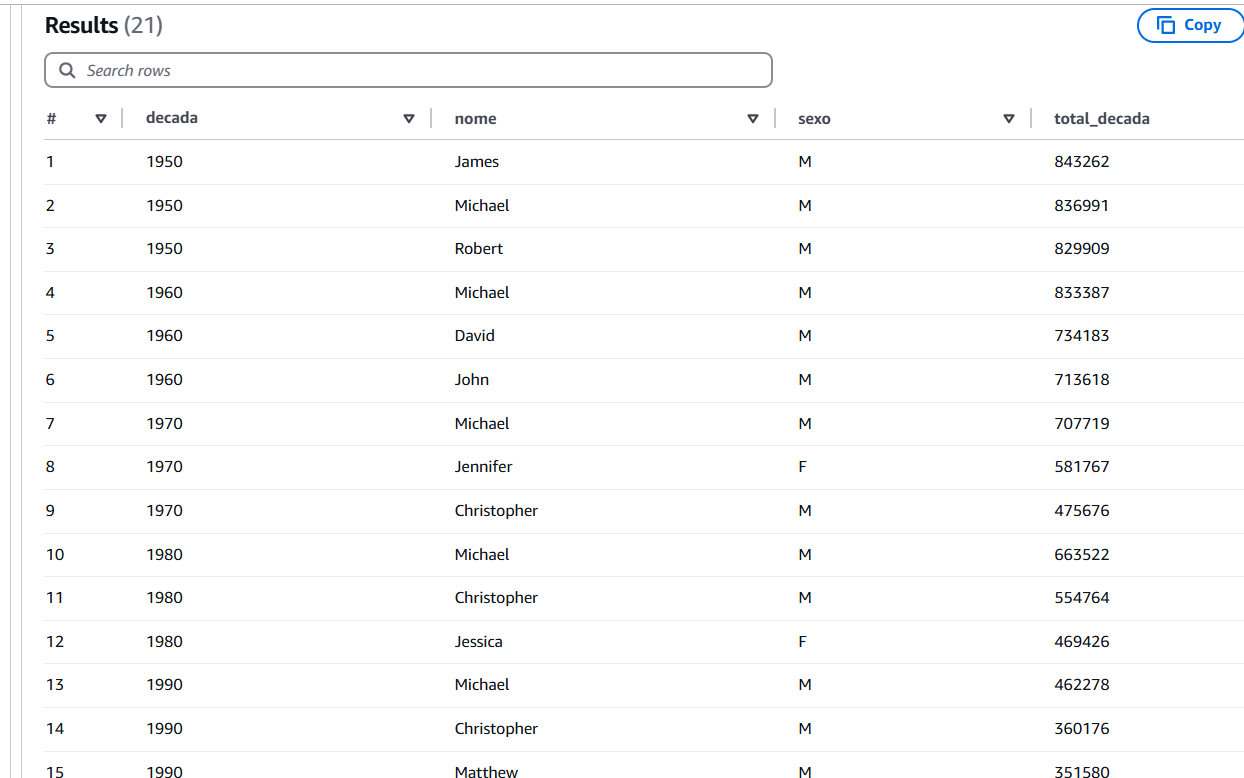 Results (21)
Copy
Search rows
# decada nome sexo total_decada
1 1950 James M 843262
2 1950 Michael M 836991
3 1950 Robert M 829909
4 1960 Michael M 833387
5 1960 David M 734183
6 1960 John M 713618
7 1970 Michael M 707719
8 1970 Jennifer F 581767
9 1970 Christopher M 475676
10 1980 Michael M 663522
11 1980 Christopher M 554764
12 1980 Jessica F 469426
13 1990 Michael M 462278
14 1990 Christopher M 360176
15 1990 Matthew M 351580